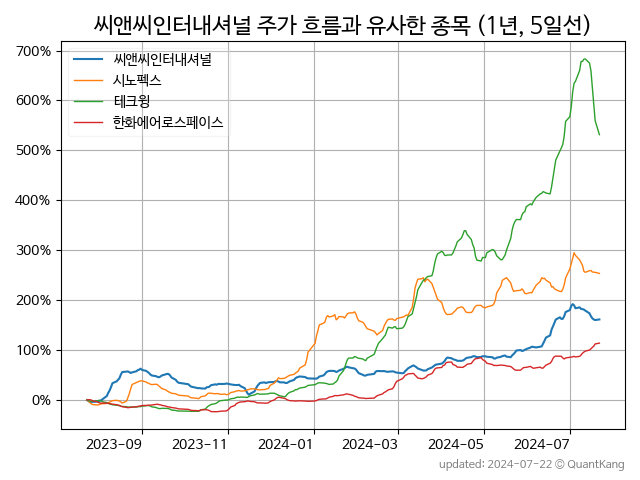 씨앤씨인터내셔널 주가 흐름과 유사한 종목 (1년, 5일선)
700%
600%
500%
400%
300%
200%
100%
0%
씨앤씨인터내셔널
시노펙스
테크윙
한화에어로스페이스
2023-09 2023-11 2024-01 2024-03 2024-05 2024-07
updated: 2024-07-22 © QuantKang